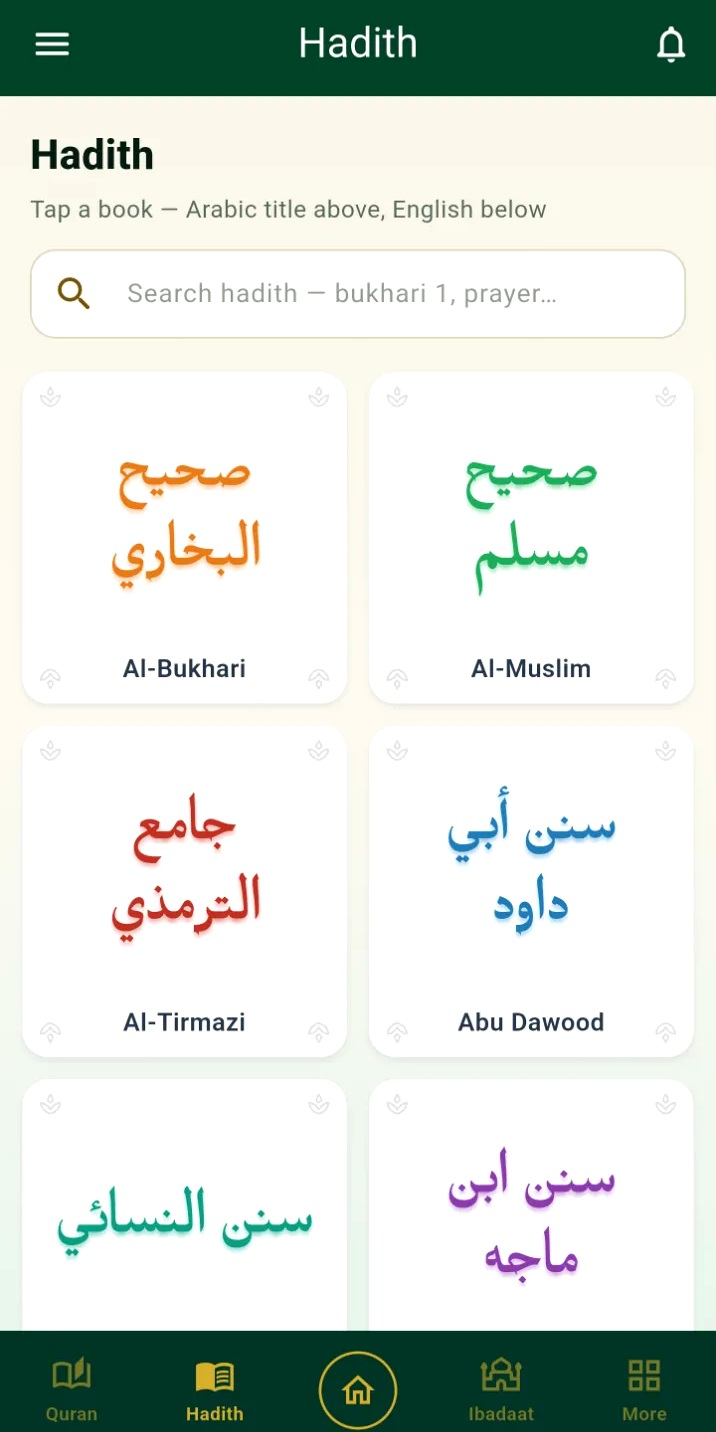 Hadith
Hadith
Tap a book — Arabic title above, English below
Search hadith — bukhari 1, prayer...
صحيح
البخاري
Al-Bukhari
صحيح
مسلم
Al-Muslim
جامع
الترمذي
Al-Tirmazi
سنن أبي
داود
Abu Dawood
سنن النسائي
سنن ابن
ماجه
Quran
Hadith
Ibadaat
More